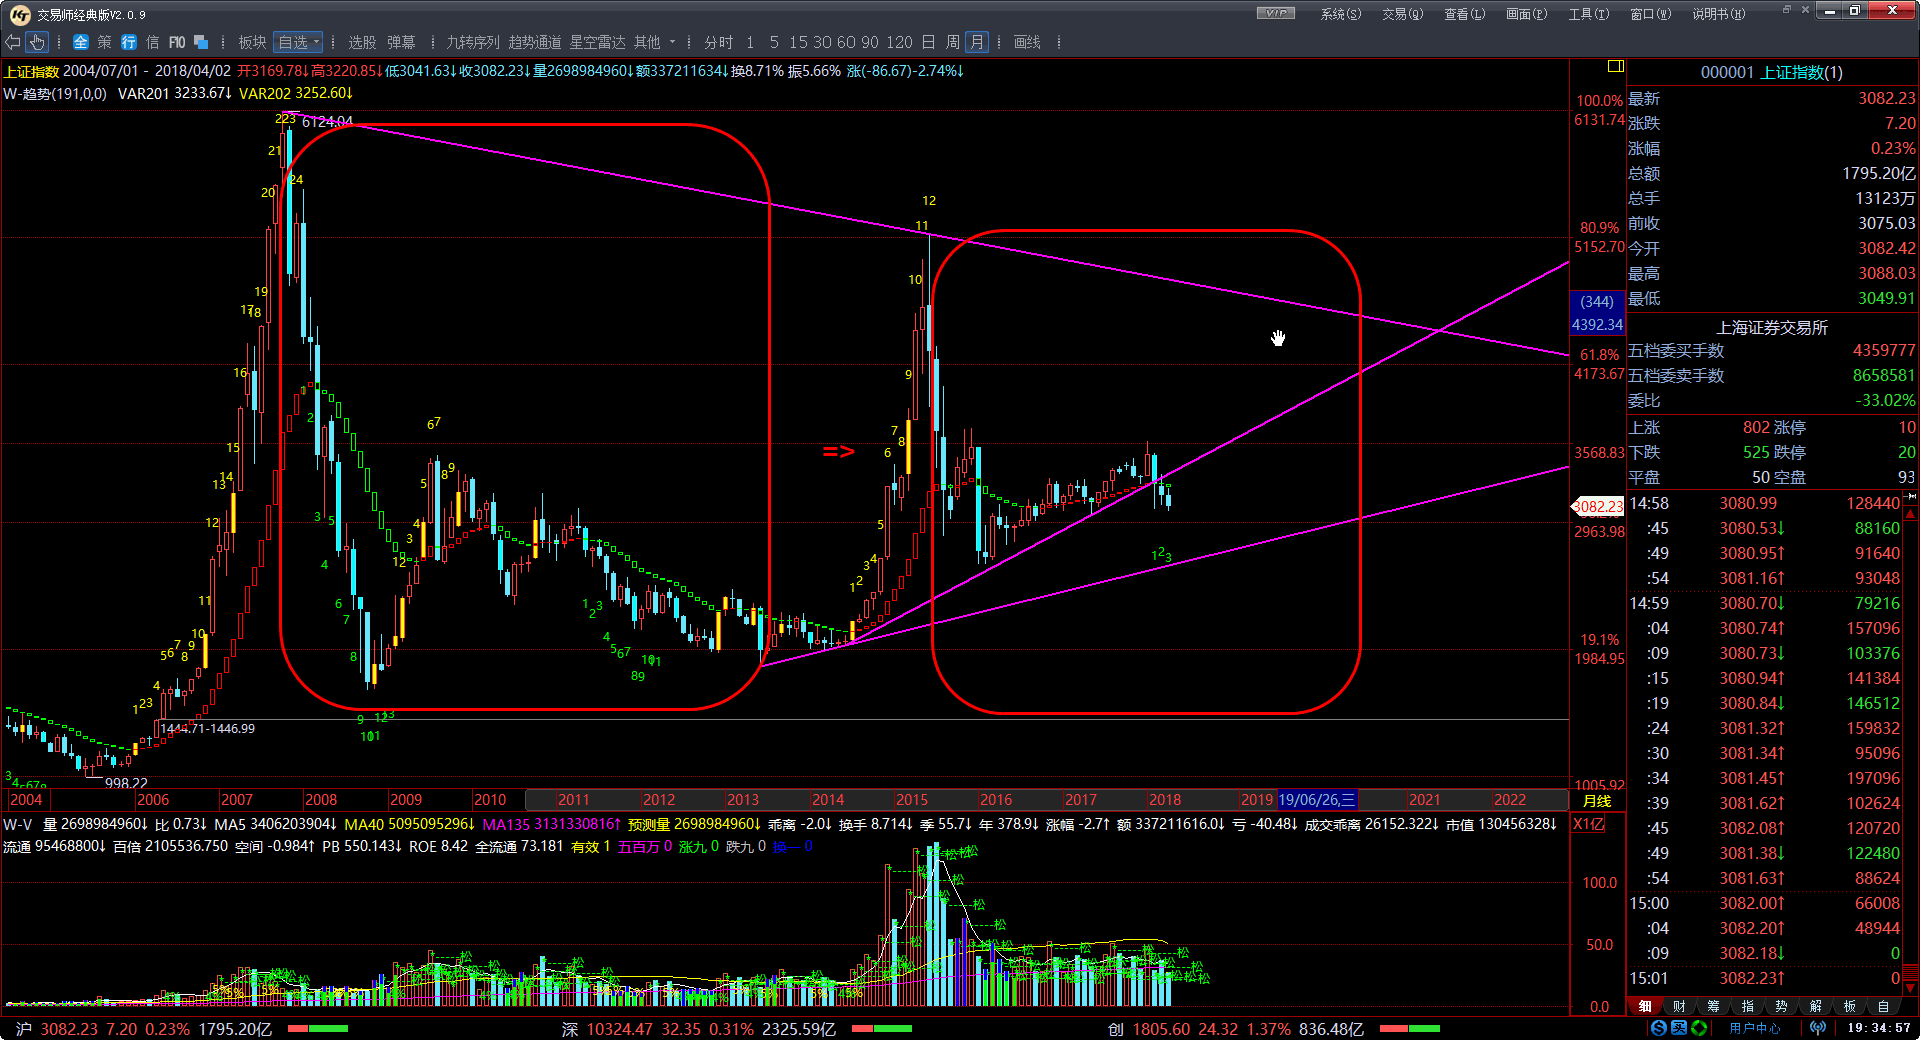 交易师经典版V2.0.9
VIP 系统(S) 交易(Q) 查看(L) 画面(P) 工具(T) 窗口(W) 说明书(H)
全 策 行 信 F10 板块 自选 选股 弹幕 九转序列 趋势通道 星空雷达 其他 分时 1 5 15 30 60 90 120 日 周 月 画线
上证指数 2004/07/01 - 2018/04/02 开3169.78↓高3220.85↓低3041.63↓收3082.23↓量2698984960↓额337211634↓换8.71% 振5.66% 涨(-86.67)-2.74%↓
W-趋势(191,0,0) VAR201 3233.67↓ VAR202 3252.60↓
6124.04
1444.71-1446.99
998.22
=>
100.0%
6131.74
80.9%
5152.70
(344)
4392.34
61.8%
4173.67
3568.83
3082.23
2963.98
19.1%
1984.95
1005.92
2004 2006 2007 2008 2009 2010 2011 2012 2013 2014 2015 2016 2017 2018 2019 19/06/26,三 2021 2022 月线
W-V 量 2698984960↓ 比 0.73↓ MA5 3406203904↓ MA40 5095095296↓ MA135 3131330816↑ 预测量 2698984960↓ 乖离 -2.0↓ 换手 8.714↓ 季 55.7↓ 年 378.9↓ 涨幅 -2.7↑ 额 337211616.0↓ 亏 -40.48↓ 成交乖离 26152.322↓ 市值 130456328↓
流通 95468800↓ 百倍 2105536.750 空间 -0.984↑ PB 550.143↓ ROE 8.42 全流通 73.181 有效 1 五百万 0 涨九 0 跌九 0 换一 0
X1亿
100.0
50.0
0.0
000001 上证指数(1)
最新 3082.23
涨跌 7.20
涨幅 0.23%
总额 1795.20亿
总手 13123万
前收 3075.03
今开 3082.42
最高 3088.03
最低 3049.91
上海证券交易所
五档委买手数 4359777
五档委卖手数 8658581
委比 -33.02%
上涨 802 涨停 10
下跌 525 跌停 20
平盘 50 空盘 93
14:58 3080.99 128440
:45 3080.53↓ 88160
:49 3080.95↑ 91640
:54 3081.16↑ 93048
14:59 3080.70↓ 79216
:04 3080.74↑ 157096
:09 3080.73↓ 103376
:15 3080.94↑ 141384
:19 3080.84↓ 146512
:24 3081.32↑ 159832
:30 3081.34↑ 95096
:34 3081.45↑ 197096
:39 3081.62↑ 102624
:45 3082.08↑ 120720
:49 3081.38↓ 122480
:54 3081.63↑ 88624
15:00 3082.00↑ 66008
:04 3082.20↑ 48944
:09 3082.18↓ 0
15:01 3082.23↑ 0
细 财 筹 指 势 解 板 自
沪 3082.23 7.20 0.23% 1795.20亿 深 10324.47 32.35 0.31% 2325.59亿 创 1805.60 24.32 1.37% 836.48亿 用户中心 19:34:57